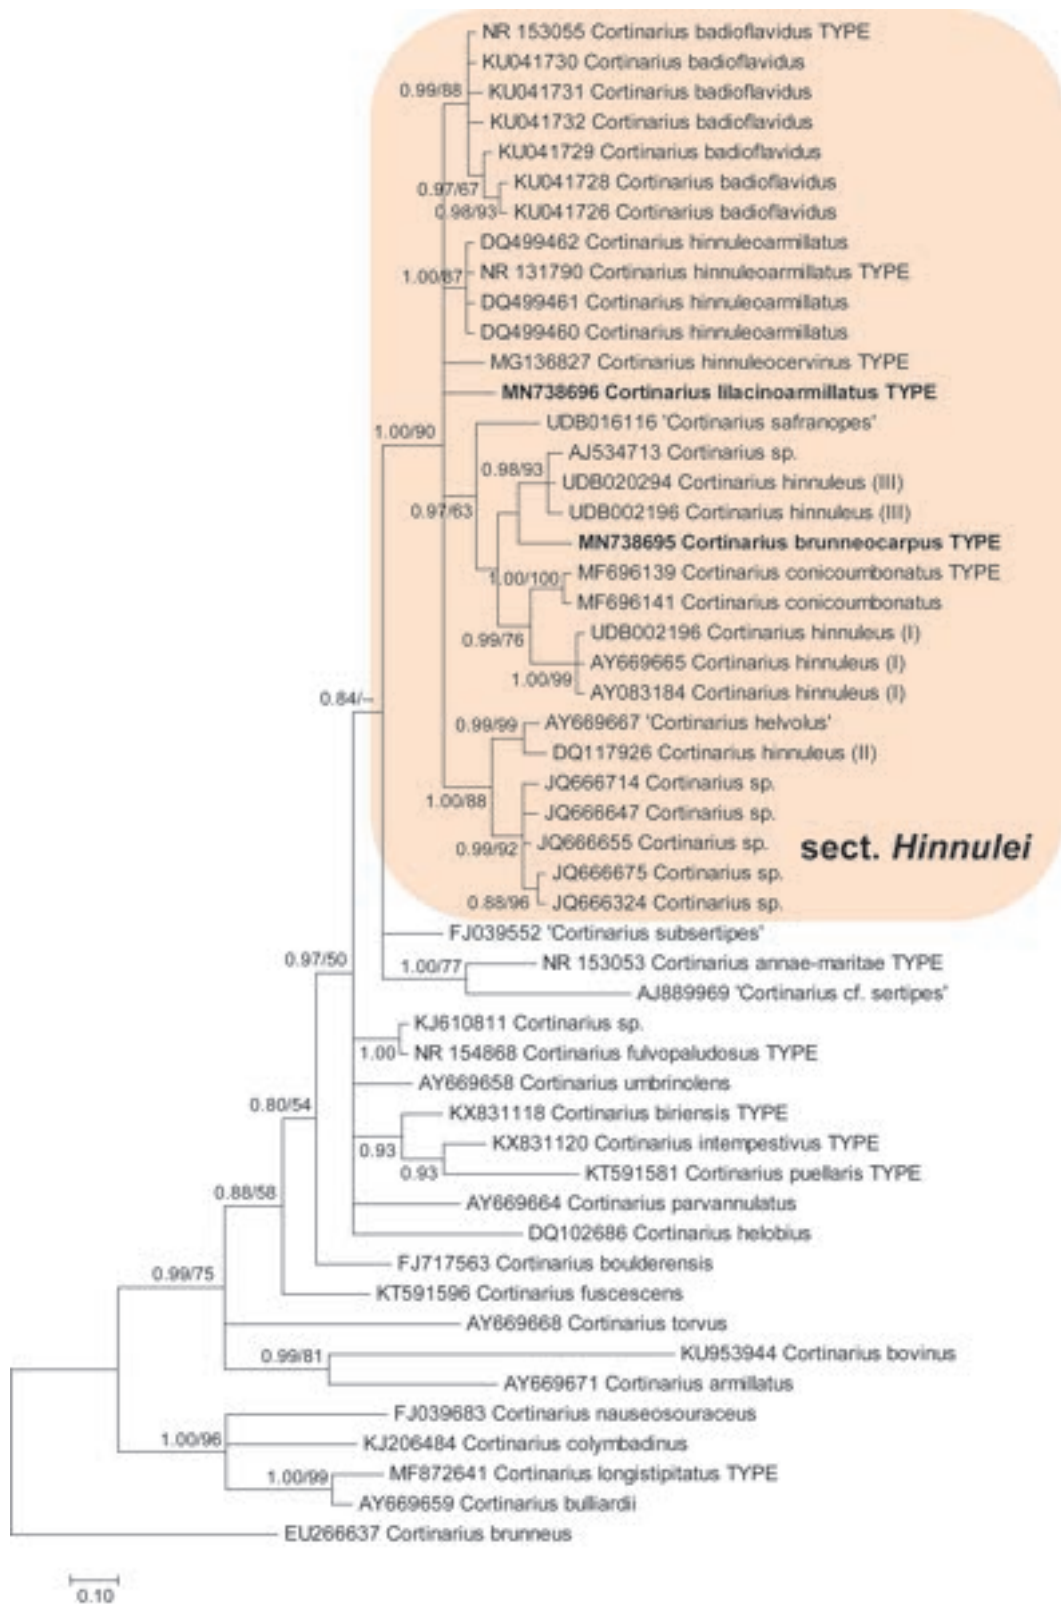 NR 153055 Cortinarius badioflavidus TYPE
KU041730 Cortinarius badioflavidus
0.99/88
KU041731 Cortinarius badioflavidus
KU041732 Cortinarius badioflavidus
KU041729 Cortinarius badioflavidus
0.97/67
KU041728 Cortinarius badioflavidus
0.98/93
KU041726 Cortinarius badioflavidus
DQ499462 Cortinarius hinnuleoarmillatus
1.00/87
NR 131790 Cortinarius hinnuleoarmillatus TYPE
DQ499461 Cortinarius hinnuleoarmillatus
DQ499460 Cortinarius hinnuleoarmillatus
MG136827 Cortinarius hinnuleocervinus TYPE
MN738696 Cortinarius lilacinoarmillatus TYPE
1.00/90
UDB016116 'Cortinarius safranopes'
AJ534713 Cortinarius sp.
0.98/93
UDB020294 Cortinarius hinnuleus (III)
0.97/63
UDB002196 Cortinarius hinnuleus (III)
MN738695 Cortinarius brunneocarpus TYPE
1.00/100
MF696139 Cortinarius conicoumbonatus TYPE
MF696141 Cortinarius conicoumbonatus
0.99/76
UDB002196 Cortinarius hinnuleus (I)
AY669665 Cortinarius hinnuleus (I)
1.00/99
AY083184 Cortinarius hinnuleus (I)
0.84/--
0.99/99
AY669667 'Cortinarius helvolus'
DQ117926 Cortinarius hinnuleus (II)
JQ666714 Cortinarius sp.
1.00/88
JQ666647 Cortinarius sp.
0.99/92
JQ666655 Cortinarius sp.
sect. Hinnulei
JQ666675 Cortinarius sp.
0.88/96
JQ666324 Cortinarius sp.
FJ039552 'Cortinarius subsertipes'
0.97/50
1.00/77
NR 153053 Cortinarius annae-maritae TYPE
AJ889969 'Cortinarius cf. sertipes'
KJ610811 Cortinarius sp.
1.00
NR 154868 Cortinarius fulvopaludosus TYPE
AY669658 Cortinarius umbrinolens
0.80/54
KX831118 Cortinarius biriensis TYPE
0.93
KX831120 Cortinarius intempestivus TYPE
0.93
KT591581 Cortinarius puellaris TYPE
0.88/58
AY669664 Cortinarius parvannulatus
DQ102686 Cortinarius helobius
FJ717563 Cortinarius boulderensis
0.99/75
KT591596 Cortinarius fuscescens
AY669668 Cortinarius torvus
0.99/81
KU953944 Cortinarius bovinus
AY669671 Cortinarius armillatus
FJ039683 Cortinarius nauseosouraceus
1.00/96
KJ206484 Cortinarius colymbadinus
1.00/99
MF872641 Cortinarius longistipitatus TYPE
AY669659 Cortinarius bulliardii
EU266637 Cortinarius brunneus
0.10